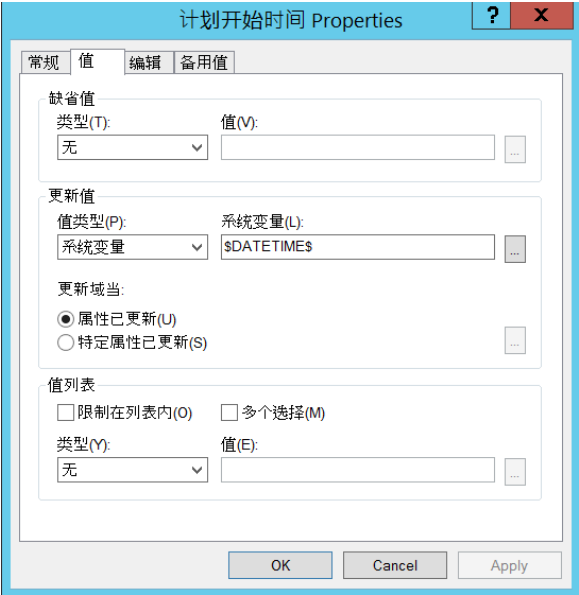 计划开始时间 Properties
? X
常规 值 编辑 备用值
缺省值
类型(T): 值(V):
无
...
更新值
值类型(P): 系统变量(L):
系统变量 $DATETIME$
...
更新域当:
属性已更新(U)
特定属性已更新(S)
...
值列表
限制在列表内(O) 多个选择(M)
类型(Y): 值(E):
无
...
OK Cancel Apply